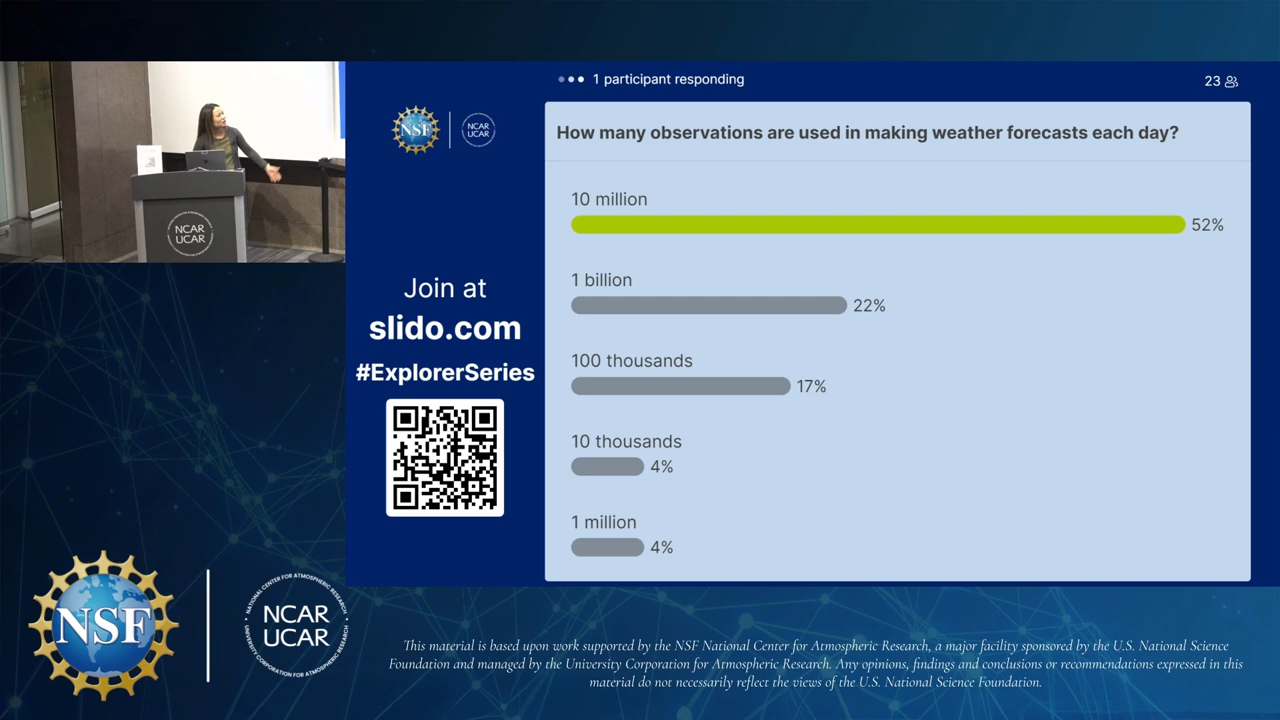 1 participant responding
23
NSF
NCAR
UCAR
How many observations are used in making weather forecasts each day?
10 million
52%
1 billion
22%
100 thousands
17%
10 thousands
4%
1 million
4%
Join at
slido.com
#ExplorerSeries
NCAR
UCAR
NSF
NATIONAL CENTER FOR ATMOSPHERIC RESEARCH
NCAR
UCAR
UNIVERSITY CORPORATION FOR ATMOSPHERIC RESEARCH
This material is based upon work supported by the NSF National Center for Atmospheric Research, a major facility sponsored by the U.S. National Science
Foundation and managed by the University Corporation for Atmospheric Research. Any opinions, findings and conclusions or recommendations expressed in this
material do not necessarily reflect the views of the U.S. National Science Foundation.